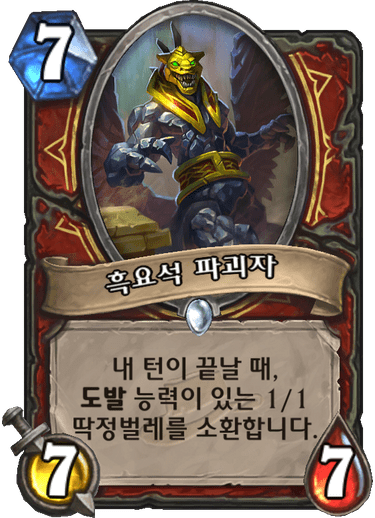 7
흑요석 파괴자
내 턴이 끝날 때,
도발 능력이 있는 1/1
딱정벌레를 소환합니다.
7
7